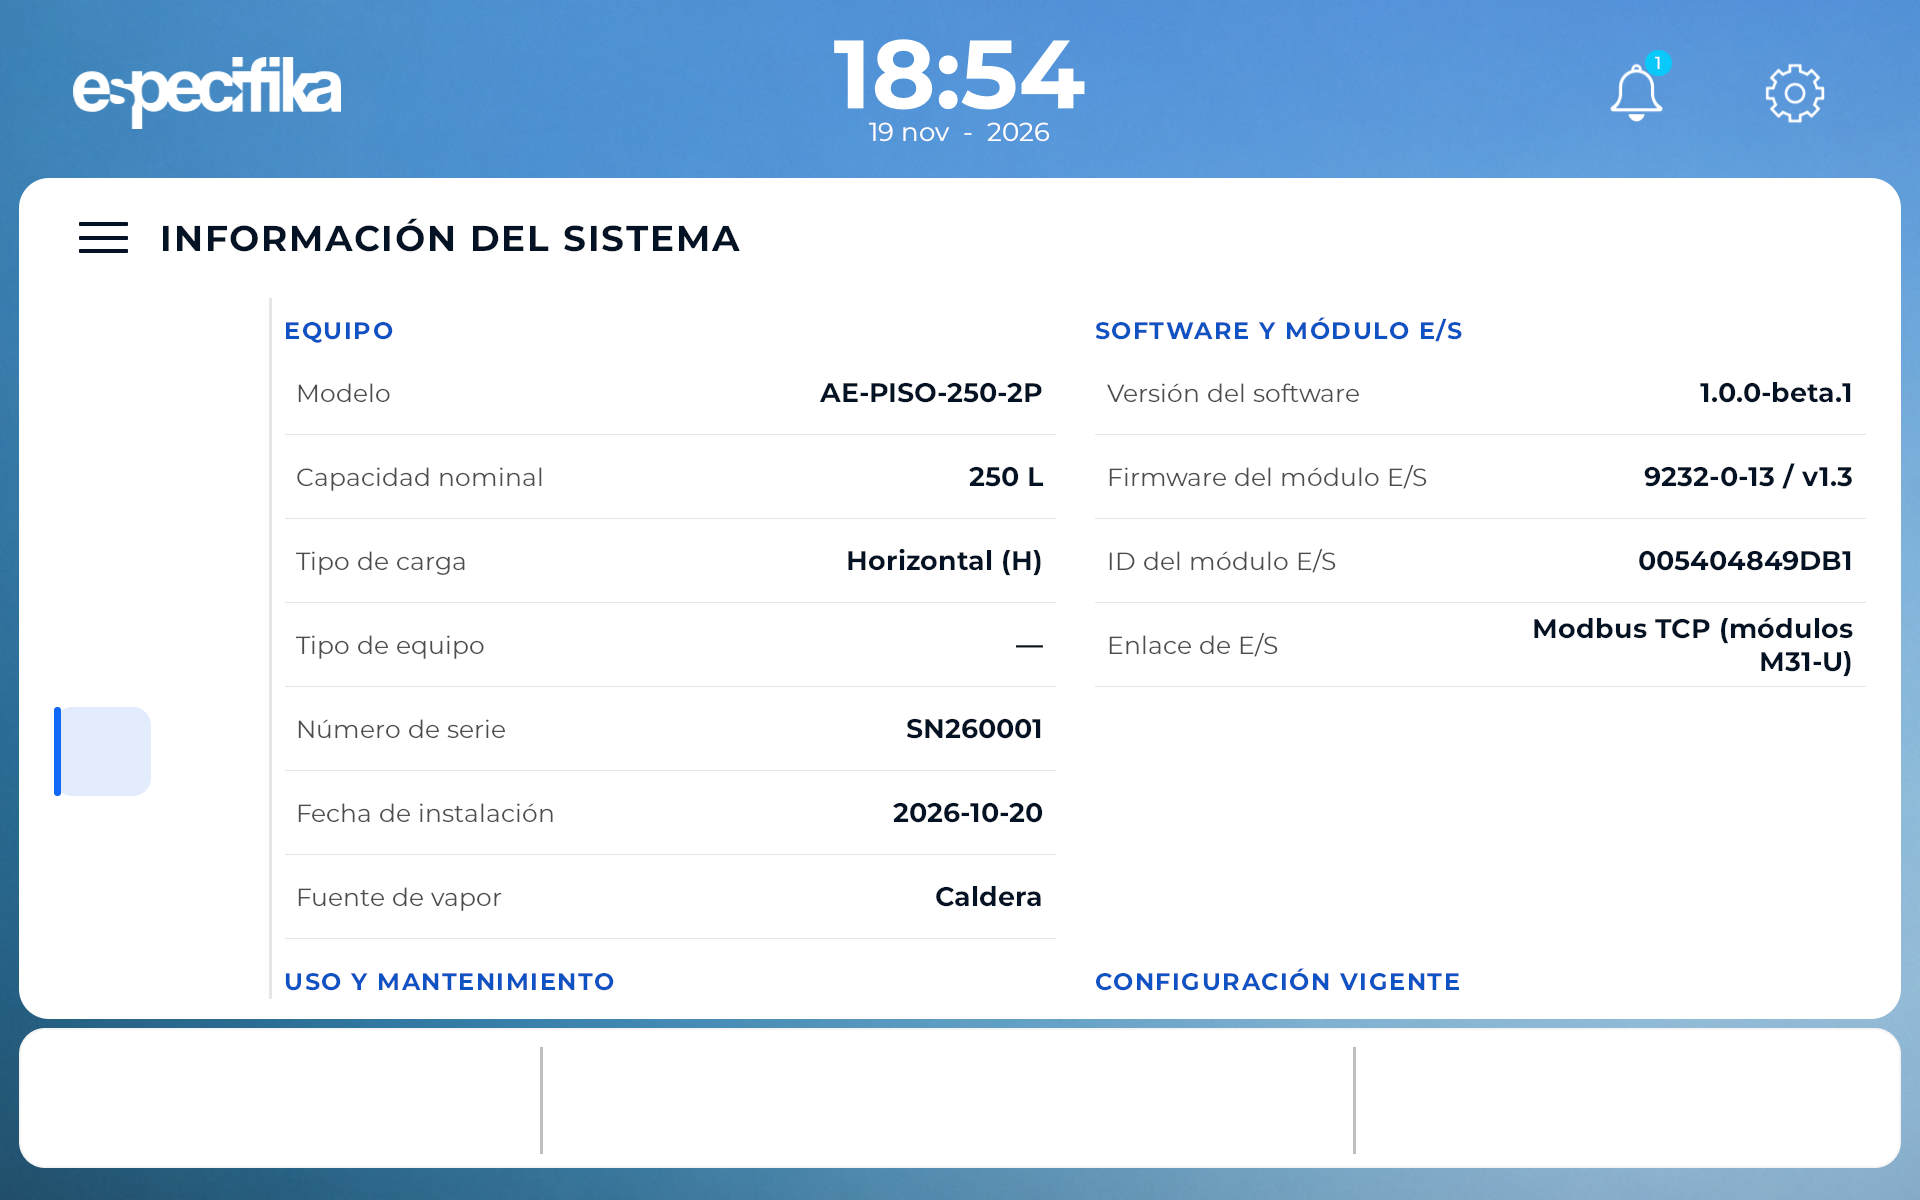 especifika
18:54
19 nov - 2026
1
INFORMACIÓN DEL SISTEMA
EQUIPO
Modelo AE-PISO-250-2P
Capacidad nominal 250 L
Tipo de carga Horizontal (H)
Tipo de equipo —
Número de serie SN260001
Fecha de instalación 2026-10-20
Fuente de vapor Caldera
USO Y MANTENIMIENTO
SOFTWARE Y MÓDULO E/S
Versión del software 1.0.0-beta.1
Firmware del módulo E/S 9232-0-13 / v1.3
ID del módulo E/S 005404849DB1
Enlace de E/S Modbus TCP (módulos
M31-U)
CONFIGURACIÓN VIGENTE